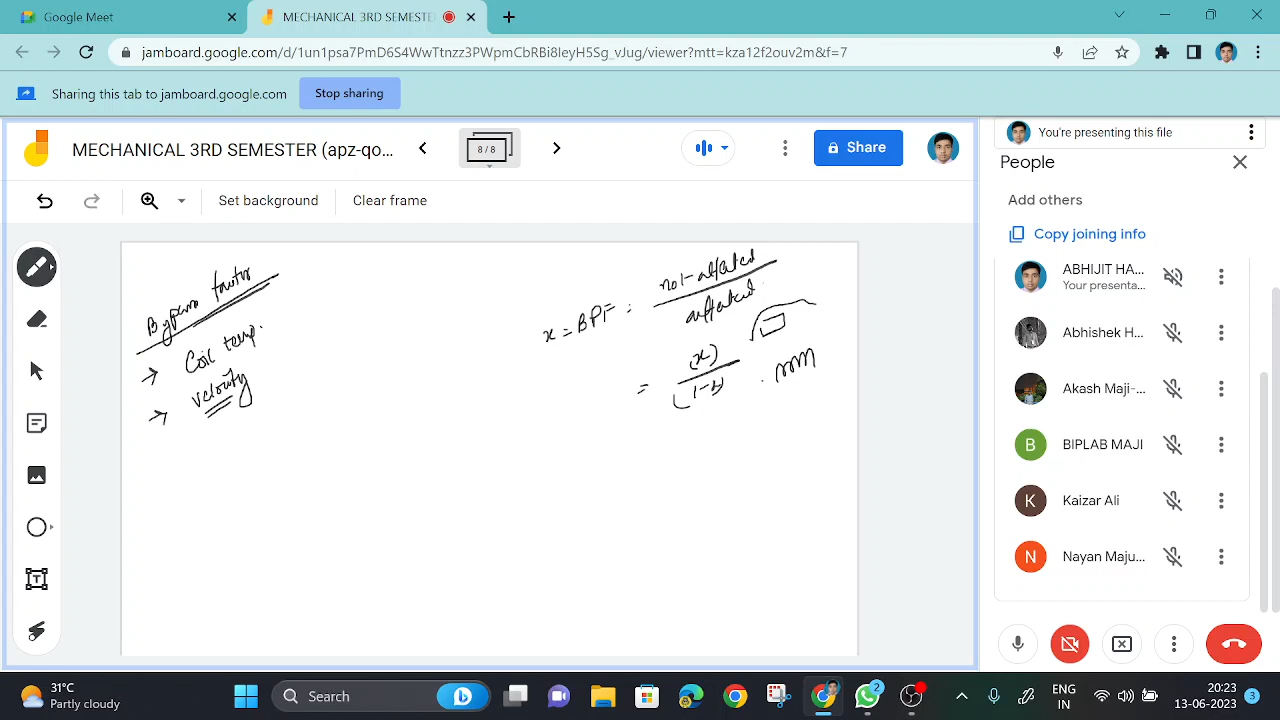 Google Meet
MECHANICAL 3RD SEMEST
jamboard.google.com/d/1un1psa7PmD6S4WwTtnzz3PWpmCbRBi8leyH5Sg_vJug/viewer?mtt=kza12f2ouv2m&f=7
Sharing this tab to jamboard.google.com
Stop sharing
MECHANICAL 3RD SEMESTER (apz-qo...
8 / 8
Share
Set background
Clear frame
Bypass factor
→ Coil temp.
→ velocity
x = BPF = not-affected
affected
= (x)
(1-x)
You're presenting this file
People
Add others
Copy joining info
ABHIJIT HA...
Your presenta...
Abhishek H...
Akash Maji-...
B
BIPLAB MAJI
K
Kaizar Ali
N
Nayan Maju...
31°C
Partly cloudy
Search
2
ENG
IN
20:23
13-06-2023
3